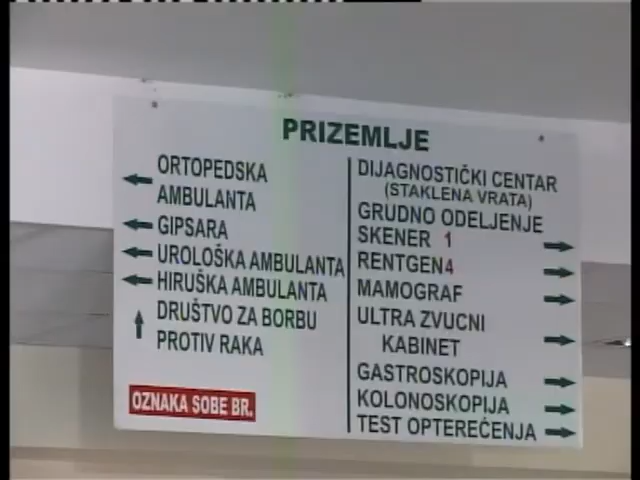 PRIZEMLJE
ORTOPEDSKA
AMBULANTA
GIPSARA
UROLOŠKA AMBULANTA
HIRUŠKA AMBULANTA
DRUŠTVO ZA BORBU
PROTIV RAKA
OZNAKA SOBE BR.
DIJAGNOSTIČKI CENTAR
(STAKLENA VRATA)
GRUDNO ODELJENJE
SKENER 1
RENTGEN 4
MAMOGRAF
ULTRA ZVUCNI
KABINET
GASTROSKOPIJA
KOLONOSKOPIJA
TEST OPTEREĆENJA